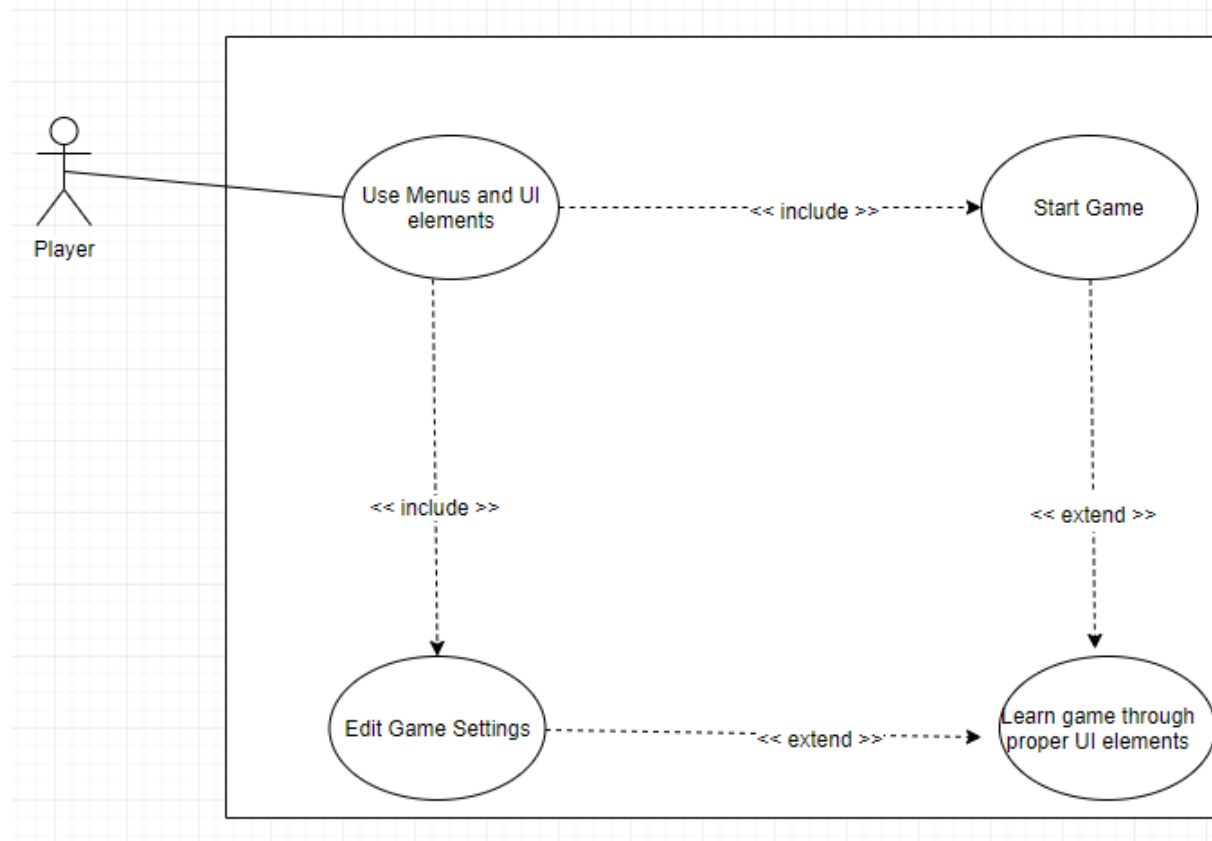 Use Menus and UI
elements
<< include >>
Start Game
Player
<< include >>
<< extend >>
Edit Game Settings
<< extend >>
Learn game through
proper UI elements